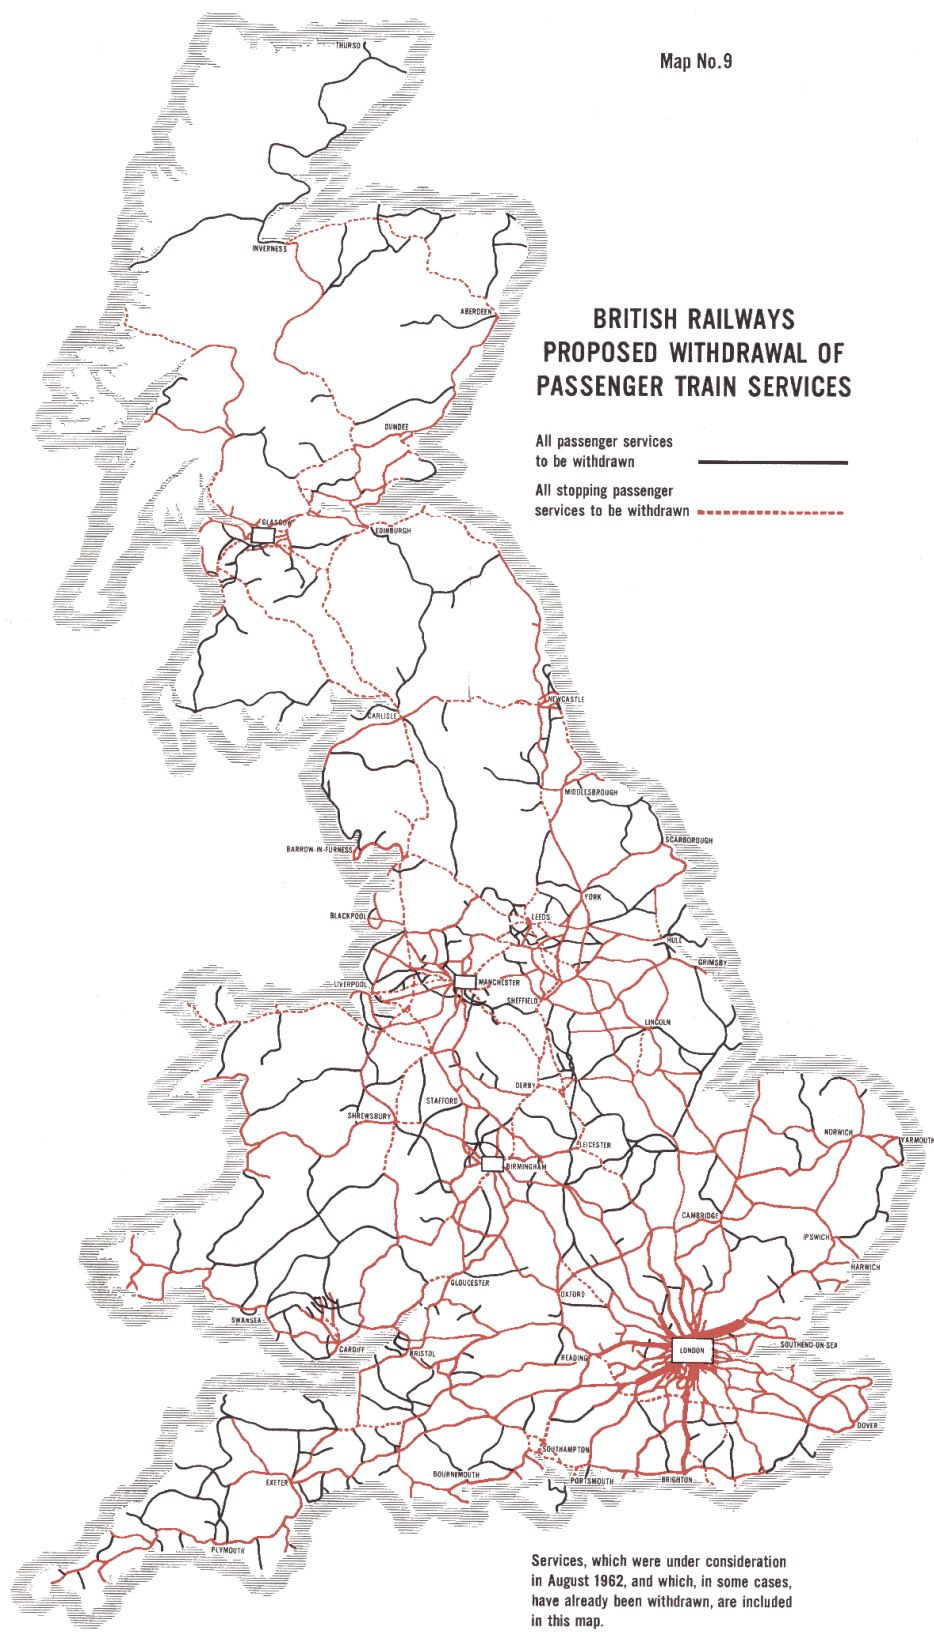 Map No.9
THURSO
INVERNESS
ABERDEEN
BRITISH RAILWAYS
PROPOSED WITHDRAWAL OF
PASSENGER TRAIN SERVICES
All passenger services
to be withdrawn
All stopping passenger
services to be withdrawn
DUNDEE
GLASGOW
EDINBURGH
NEWCASTLE
CARLISLE
MIDDLESBROUGH
SCARBOROUGH
BARROW-IN-FURNESS
YORK
BLACKPOOL
LEEDS
HULL
GRIMSBY
LIVERPOOL
MANCHESTER
SHEFFIELD
LINCOLN
DERBY
STAFFORD
SHREWSBURY
NORWICH
YARMOUTH
LEICESTER
BIRMINGHAM
CAMBRIDGE
IPSWICH
HARWICH
GLOUCESTER
OXFORD
SWANSEA
CARDIFF
BRISTOL
READING
LONDON
SOUTHEND-ON-SEA
DOVER
SOUTHAMPTON
BOURNEMOUTH
PORTSMOUTH
BRIGHTON
EXETER
PLYMOUTH
Services, which were under consideration
in August 1962, and which, in some cases,
have already been withdrawn, are included
in this map.